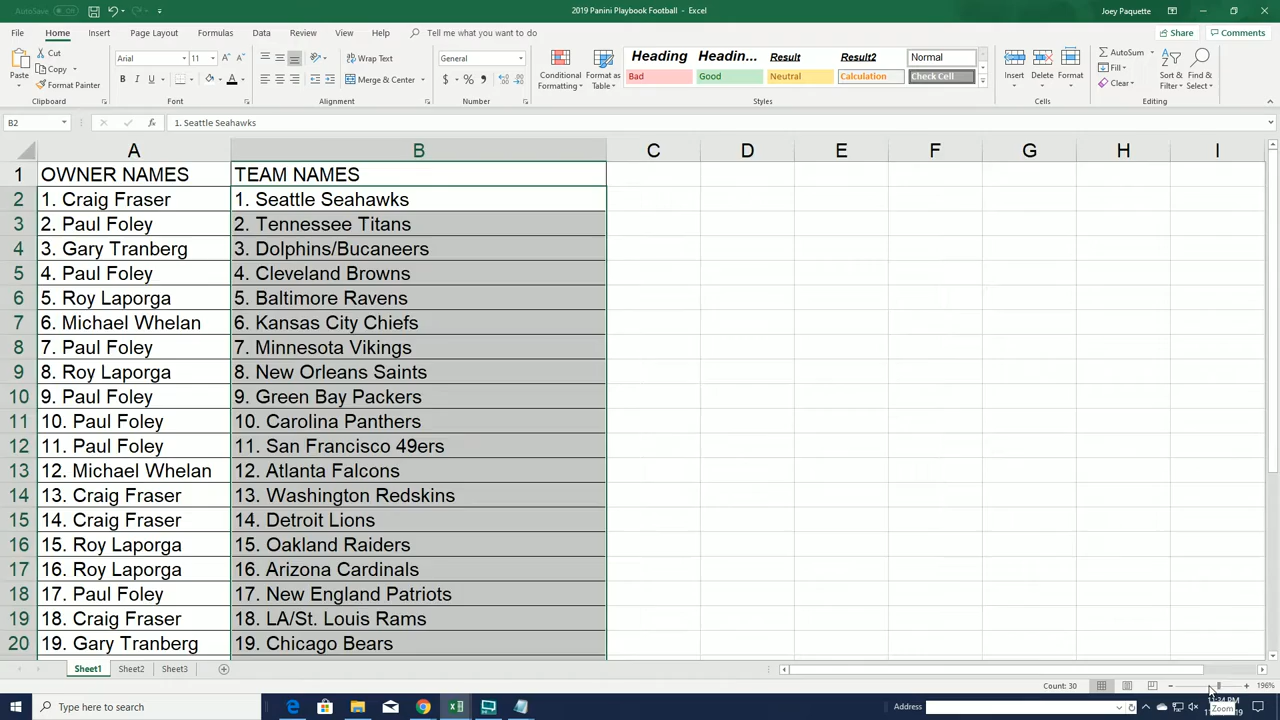 AutoSave Off
2019 Panini Playbook Football - Excel
Joey Paquette
File Home Insert Page Layout Formulas Data Review View Help Tell me what you want to do
Share Comments
Paste
Cut
Copy
Format Painter
Clipboard
Arial 11
B I U
Font
Wrap Text
Merge & Center
Alignment
General
$ %
Number
Conditional Formatting
Format as Table
Heading Headin... Result Result2 Normal
Bad Good Neutral Calculation Check Cell
Styles
Insert Delete Format
Cells
AutoSum
Fill
Clear
Sort & Filter
Find & Select
Editing
B2 fx 1. Seattle Seahawks
A B C D E F G H I
1 OWNER NAMES TEAM NAMES
2 1. Craig Fraser 1. Seattle Seahawks
3 2. Paul Foley 2. Tennessee Titans
4 3. Gary Tranberg 3. Dolphins/Bucaneers
5 4. Paul Foley 4. Cleveland Browns
6 5. Roy Laporga 5. Baltimore Ravens
7 6. Michael Whelan 6. Kansas City Chiefs
8 7. Paul Foley 7. Minnesota Vikings
9 8. Roy Laporga 8. New Orleans Saints
10 9. Paul Foley 9. Green Bay Packers
11 10. Paul Foley 10. Carolina Panthers
12 11. Paul Foley 11. San Francisco 49ers
13 12. Michael Whelan 12. Atlanta Falcons
14 13. Craig Fraser 13. Washington Redskins
15 14. Craig Fraser 14. Detroit Lions
16 15. Roy Laporga 15. Oakland Raiders
17 16. Roy Laporga 16. Arizona Cardinals
18 17. Paul Foley 17. New England Patriots
19 18. Craig Fraser 18. LA/St. Louis Rams
20 19. Gary Tranberg 19. Chicago Bears
Sheet1 Sheet2 Sheet3
Count: 30
196%
Type here to search
Address
Zoom